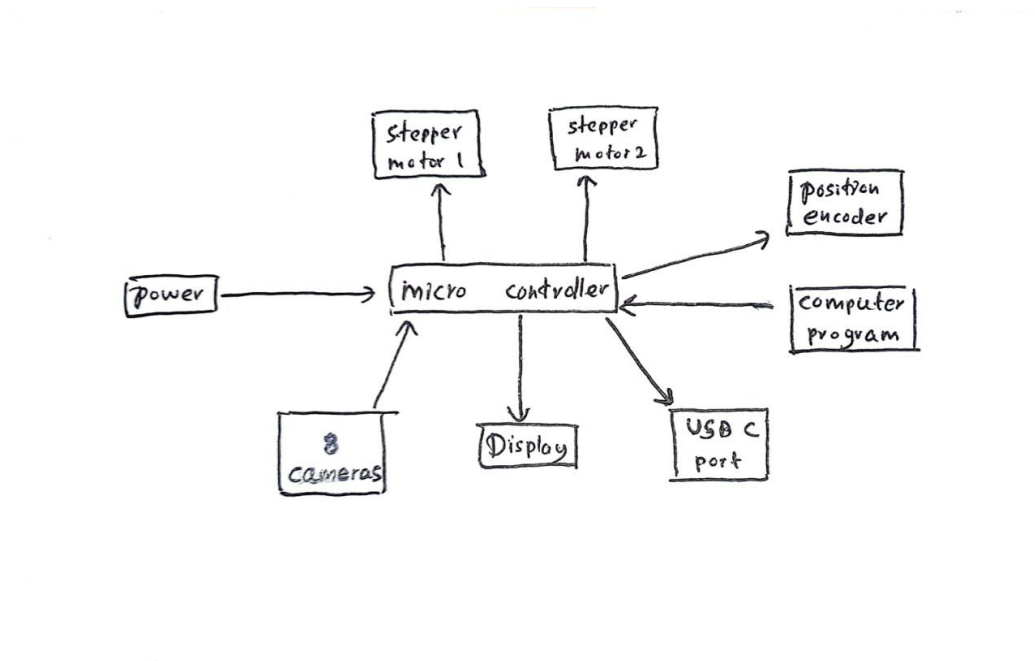 stepper
motor 1
stepper
motor 2
position
encoder
power
micro controller
computer
program
8
cameras
Display
USB C
port